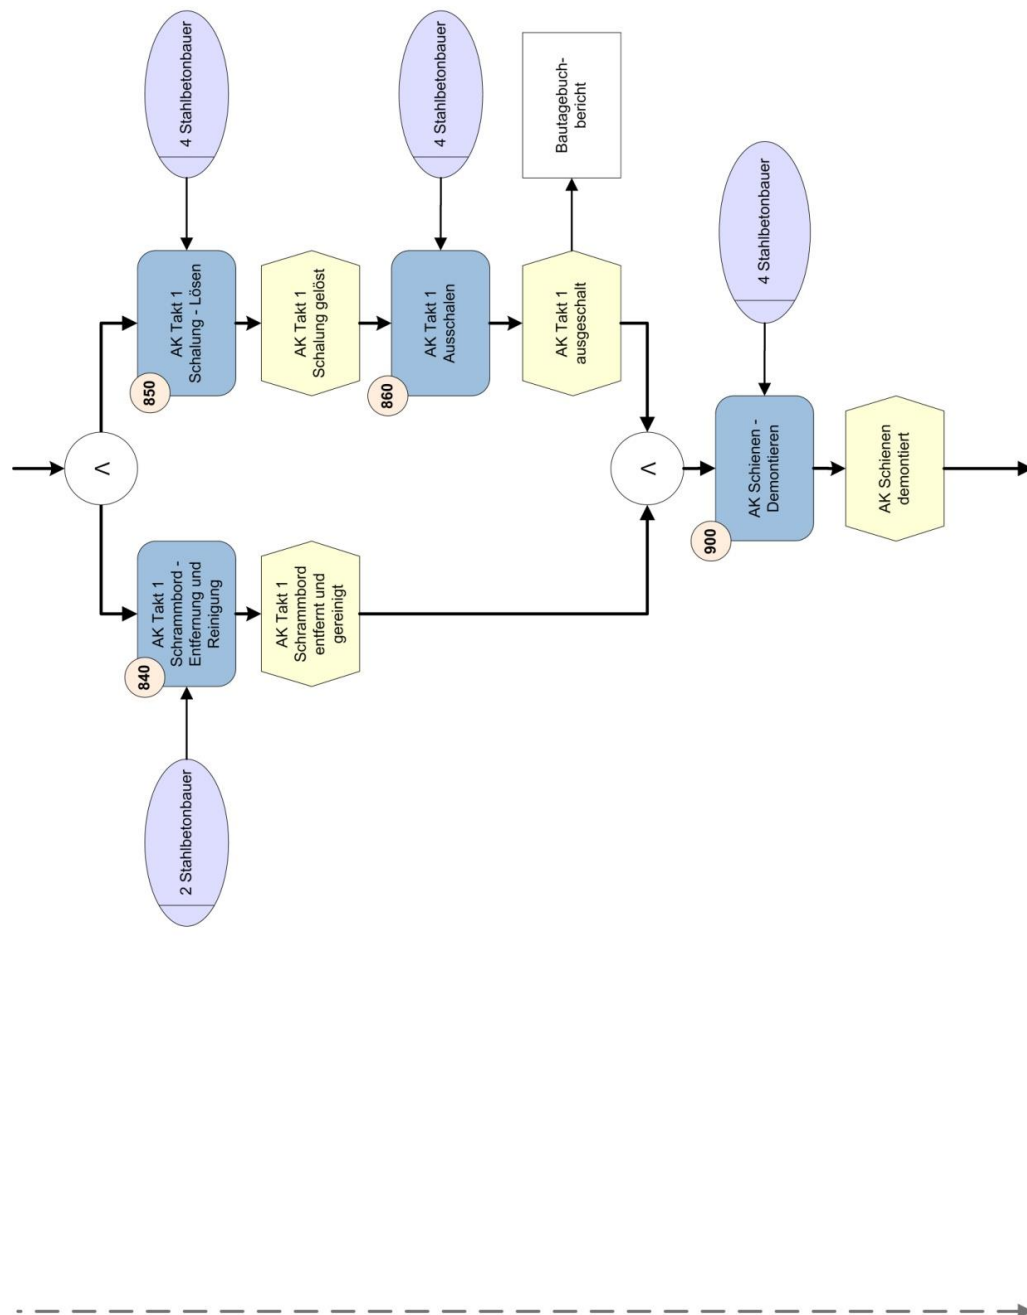 4 Stahlbetonbauer
4 Stahlbetonbauer
Bautagebuch-
bericht
4 Stahlbetonbauer
850
AK Takt 1
Schalung - Lösen
AK Takt 1
Schalung gelöst
860
AK Takt 1
Ausschalen
AK Takt 1
ausgeschalt
V
V
900
AK Schienen -
Demontieren
AK Schienen
demontiert
840
AK Takt 1
Schrammbord -
Entfernung und
Reinigung
AK Takt 1
Schrammbord
entfernt und
gereinigt
2 Stahlbetonbauer